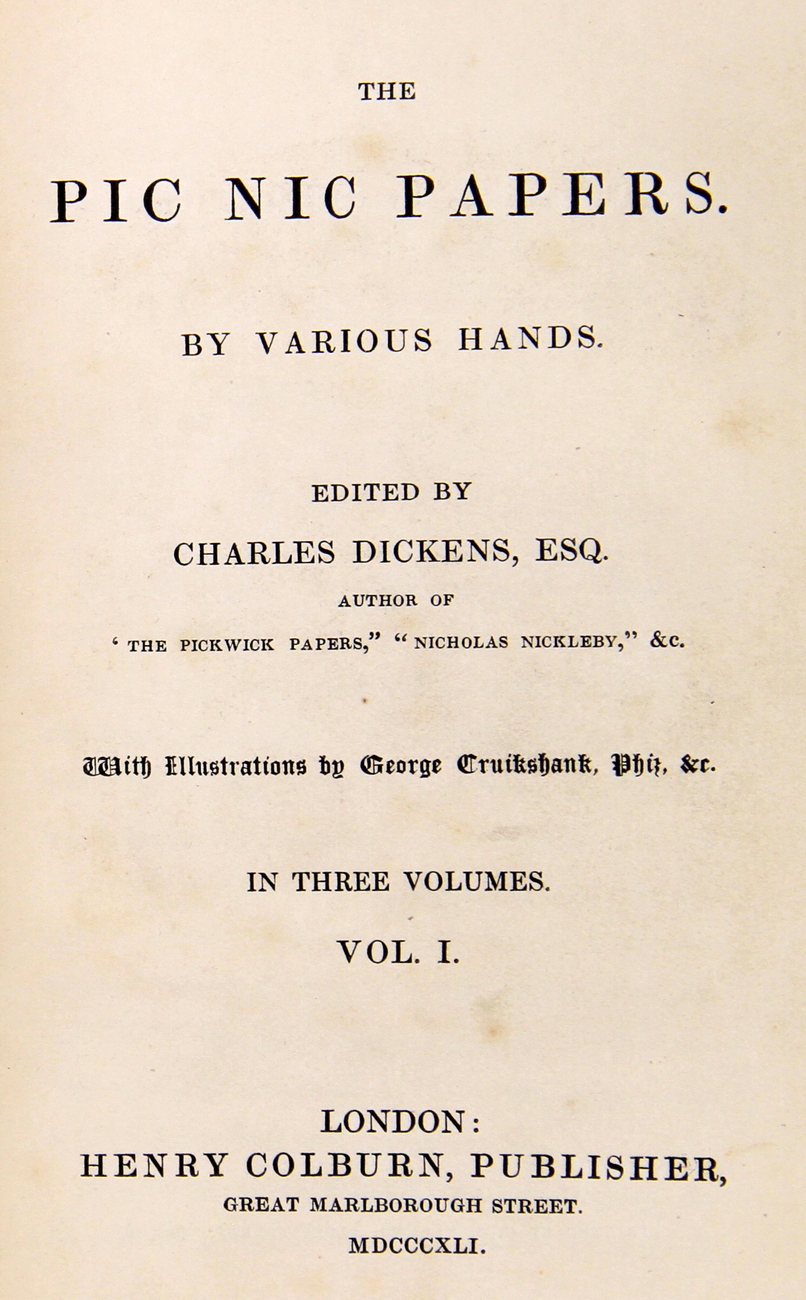 THE
PIC NIC PAPERS.
BY VARIOUS HANDS.
EDITED BY
CHARLES DICKENS, ESQ.
AUTHOR OF
‘ THE PICKWICK PAPERS,” “ NICHOLAS NICKLEBY,” &c.
With Illustrations by George Cruikshank, Phiz, &c.
IN THREE VOLUMES.
VOL. I.
LONDON:
HENRY COLBURN, PUBLISHER,
GREAT MARLBOROUGH STREET.
MDCCCXLI.